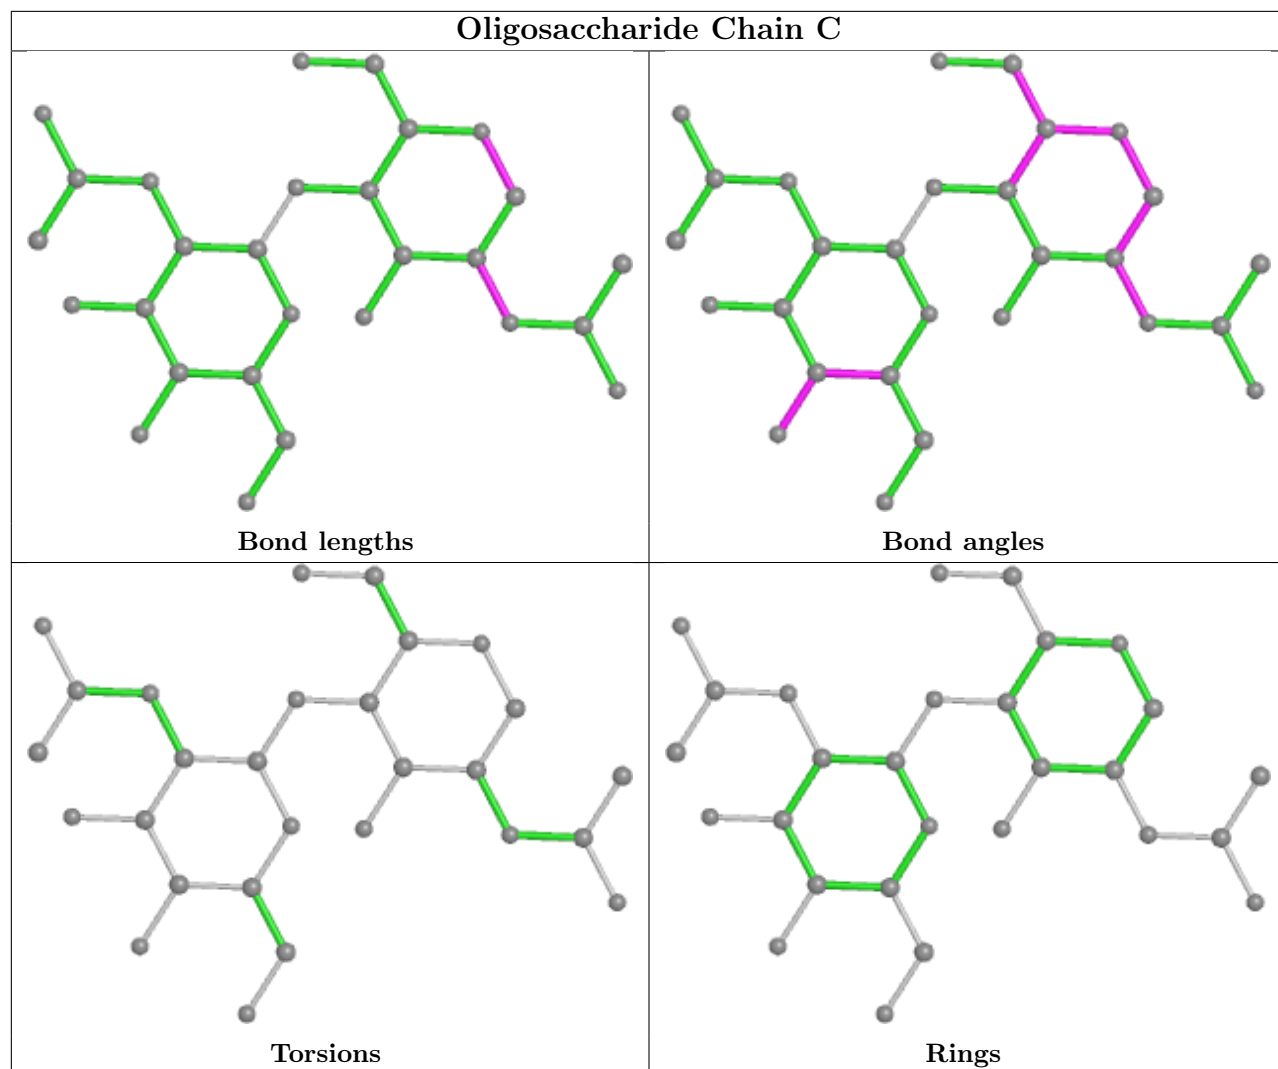 Oligosaccharide Chain C
Bond lengths
Bond angles
Torsions
Rings